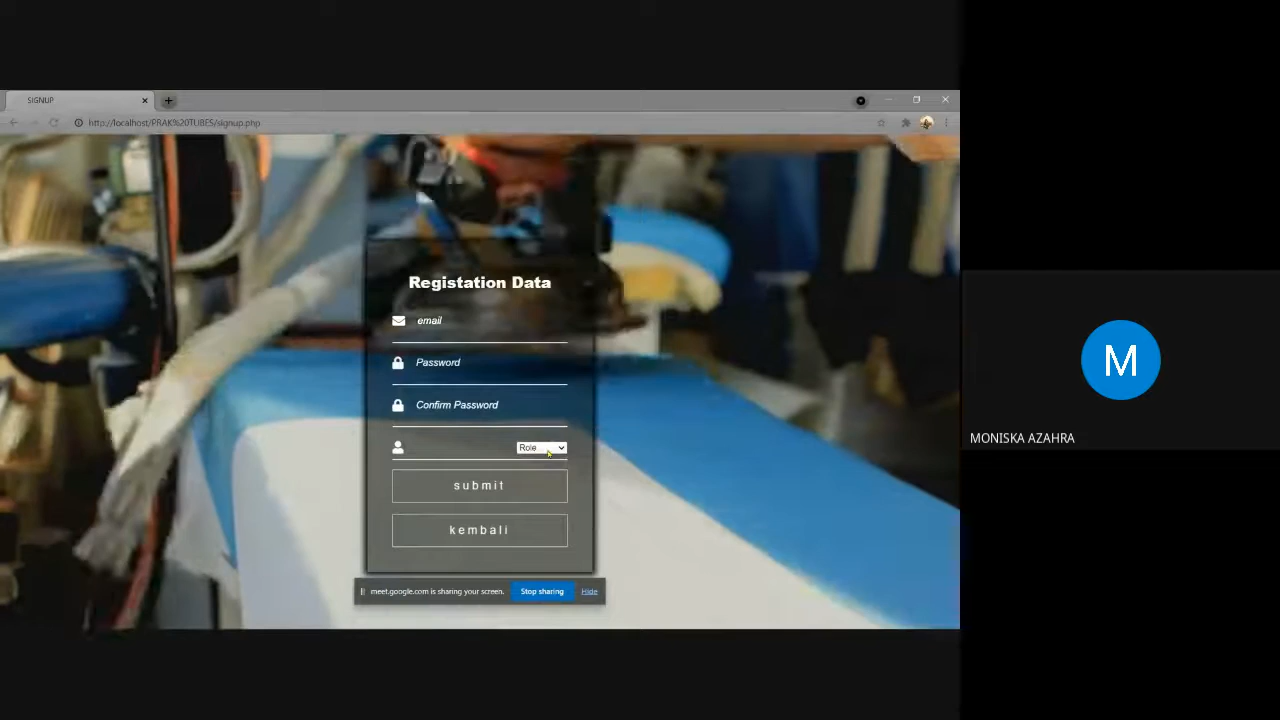 SIGNUP
http://localhost/PRAK%20TUBES/signup.php
Registation Data
email
Password
Confirm Password
Role
submit
kembali
meet.google.com is sharing your screen.
Stop sharing
Hide
M
MONISKA AZAHRA